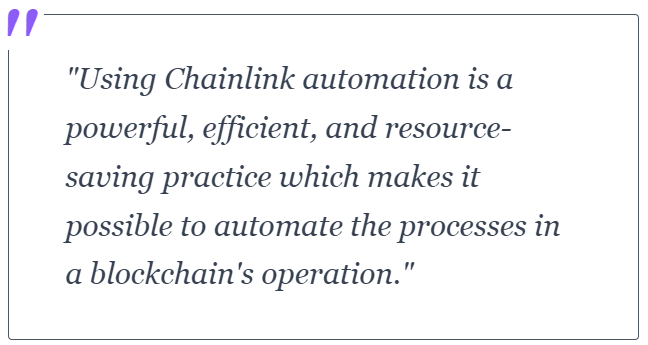 "Using Chainlink automation is a
powerful, efficient, and resource-
saving practice which makes it
possible to automate the processes in
a blockchain's operation."